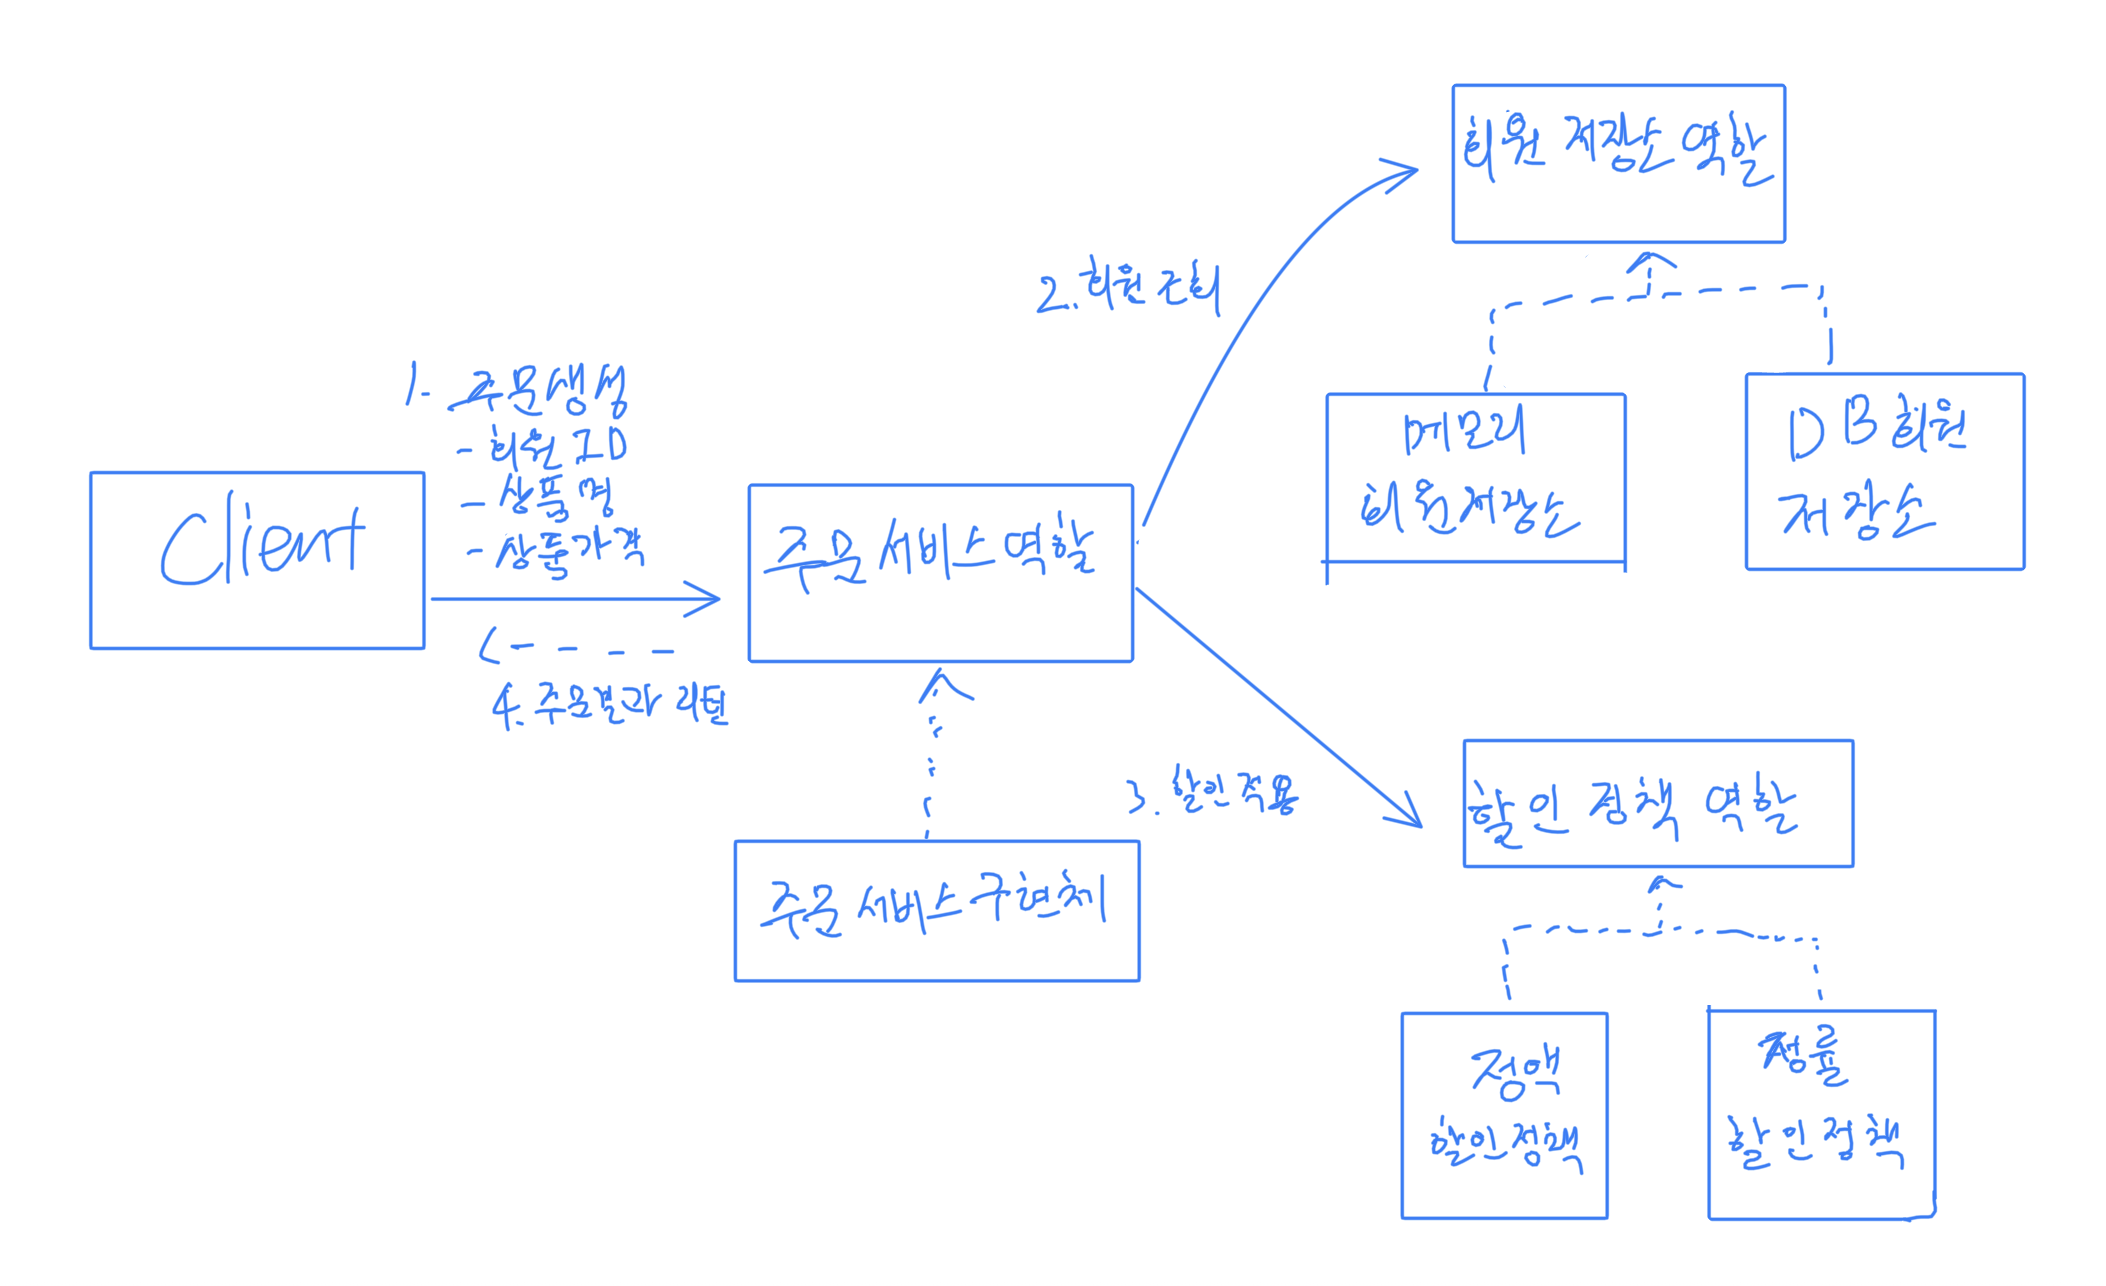 Client
1. 주문생성
- 회원 ID
- 상품명
- 상품가격
4. 주문결과 리턴
주문 서비스 역할
주문 서비스 구현체
2. 회원 조회
회원 저장소 역할
메모리
회원 저장소
DB 회원
저장소
3. 할인 적용
할인 정책 역할
정액
할인 정책
정률
할인 정책